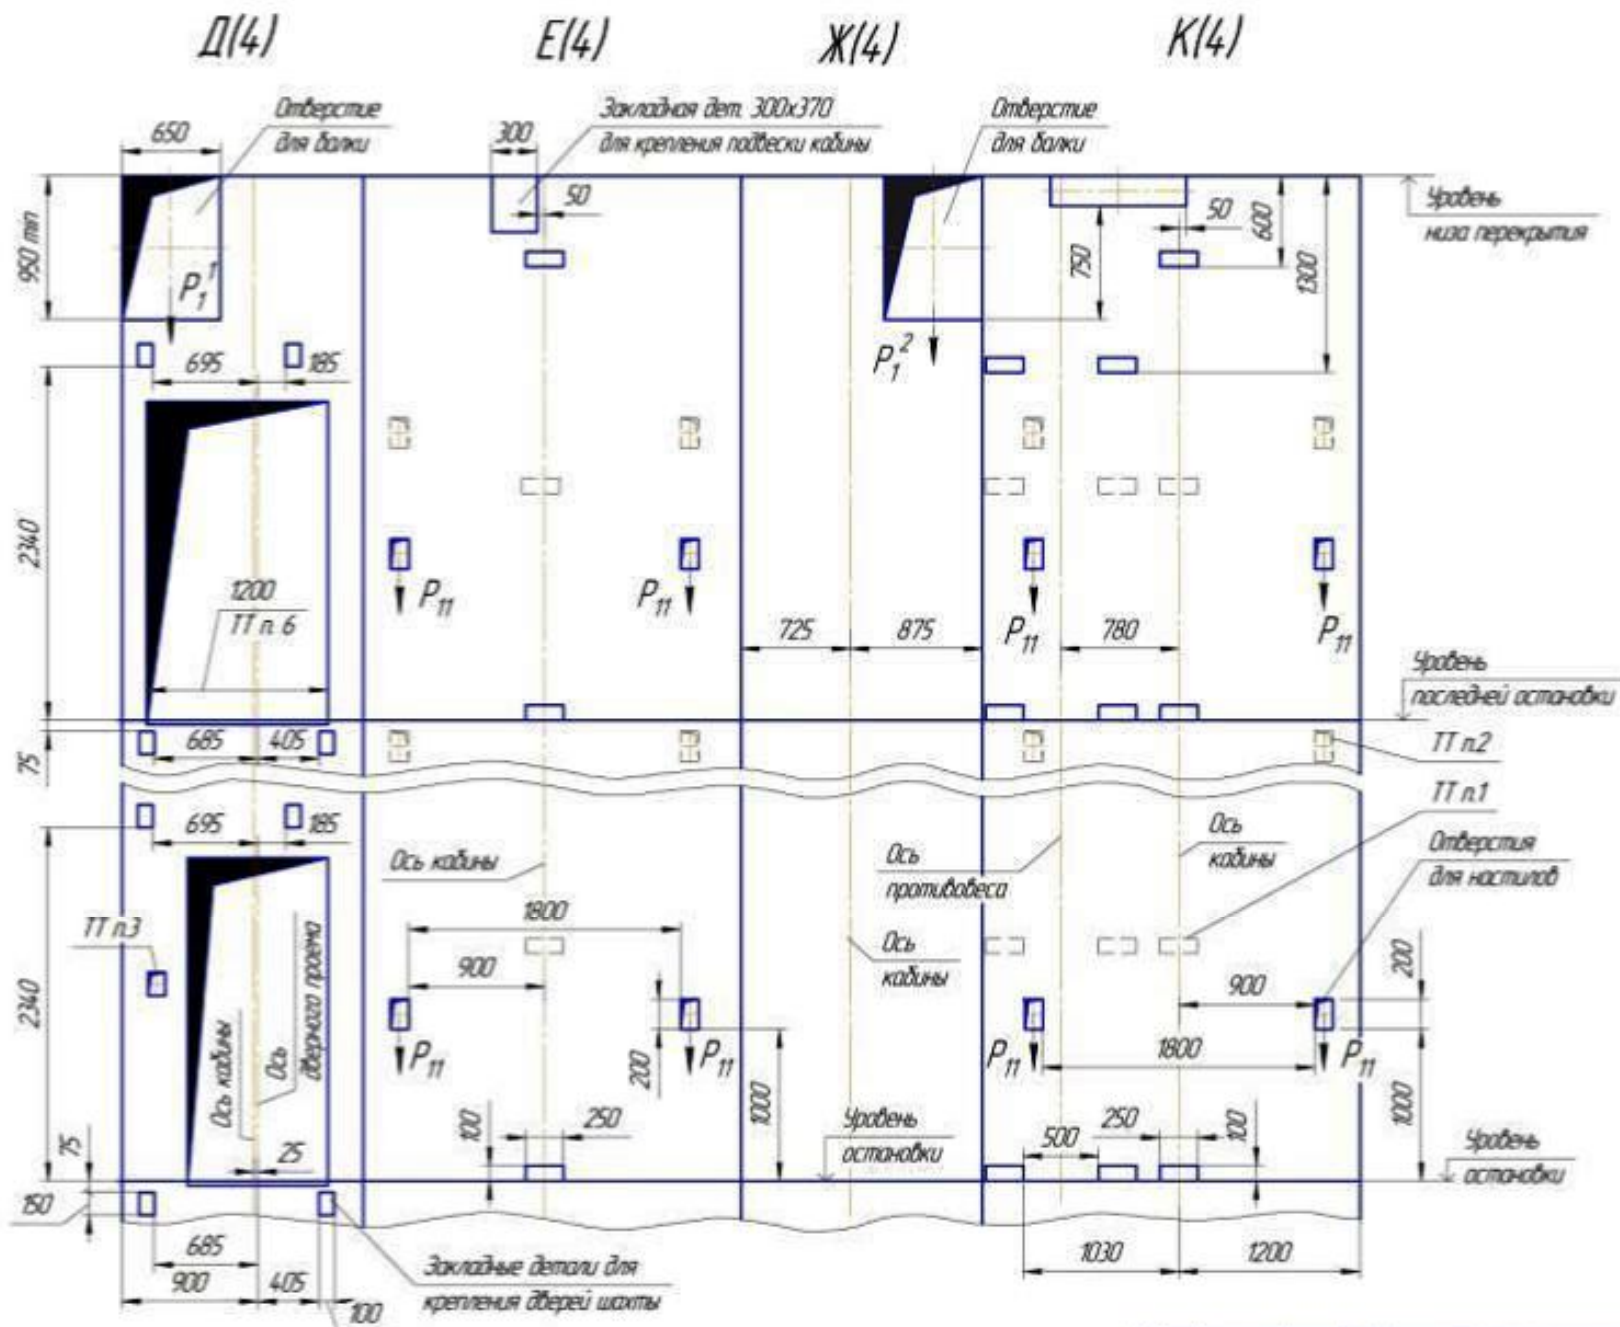 Д(4)
Е(4)
Ж(4)
К(4)
Отверстие
для балки
Закладная дет. 300х370
для крепления подвески кабины
Отверстие
для балки
650
300
50
50
600
Уровень
низа перекрытия
950 min
750
1300
P₁¹
P₁²
695
185
2340
1200
ТТ п. 6
P₁₁
P₁₁
P₁₁
P₁₁
725
875
780
Уровень
последней остановки
75
685
405
ТТ п.2
ТТ п.1
695
185
Ось кабины
Ось
противовеса
Ось
кабины
Отверстия
для настилов
ТТ п.3
1800
Ось
кабины
900
900
200
2340
Ось кабины
Ось
дверного проема
P₁₁
P₁₁
P₁₁
P₁₁
200
1000
1800
1000
100
250
Уровень
остановки
500
250
100
Уровень
остановки
75
25
150
685
900
405
100
Закладные детали для
крепления дверей шахты
1030
1200